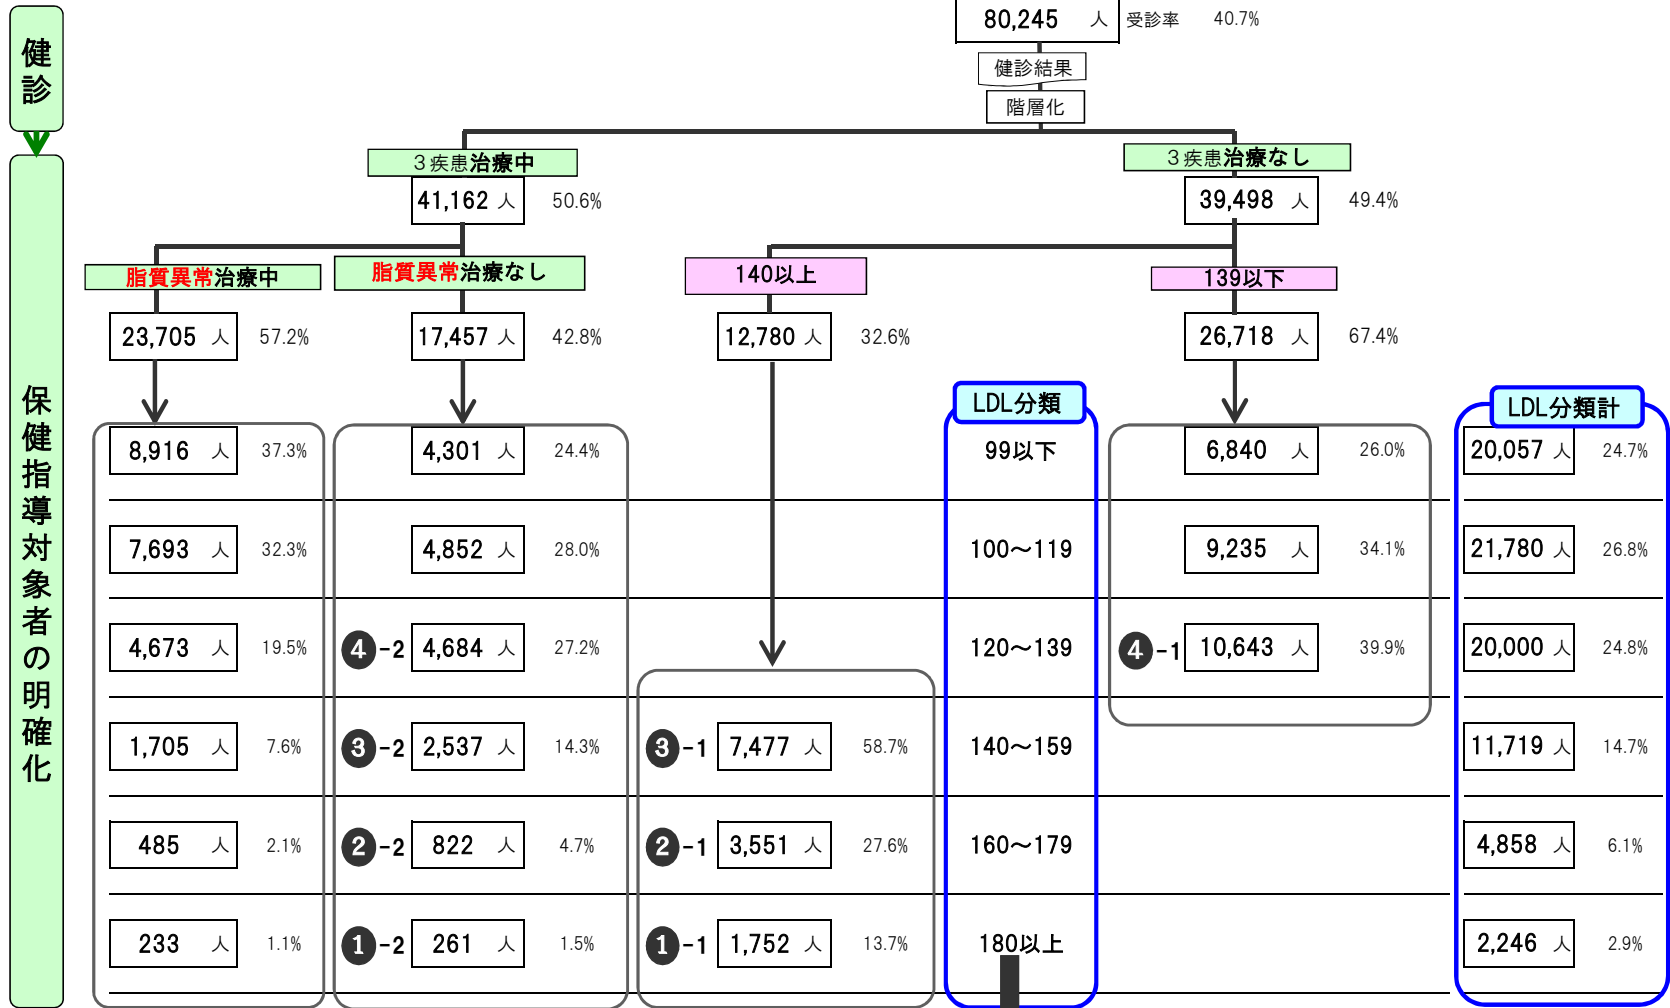 健診
80,245 人 受診率 40.7%
健診結果
階層化
3疾患治療中
3疾患治療なし
41,162 人 50.6%
39,498 人 49.4%
脂質異常治療中
脂質異常治療なし
140以上
139以下
23,705 人 57.2%
17,457 人 42.8%
12,780 人 32.6%
26,718 人 67.4%
保健指導対象者の明確化
LDL分類
LDL分類計
8,916 人 37.3% 4,301 人 24.4% 99以下 6,840 人 26.0% 20,057 人 24.7%
7,693 人 32.3% 4,852 人 28.0% 100～119 9,235 人 34.1% 21,780 人 26.8%
4,673 人 19.5% ❹-2 4,684 人 27.2% 120～139 ❹-1 10,643 人 39.9% 20,000 人 24.8%
1,705 人 7.6% ❸-2 2,537 人 14.3% ❸-1 7,477 人 58.7% 140～159 11,719 人 14.7%
485 人 2.1% ❷-2 822 人 4.7% ❷-1 3,551 人 27.6% 160～179 4,858 人 6.1%
233 人 1.1% ❶-2 261 人 1.5% ❶-1 1,752 人 13.7% 180以上 2,246 人 2.9%